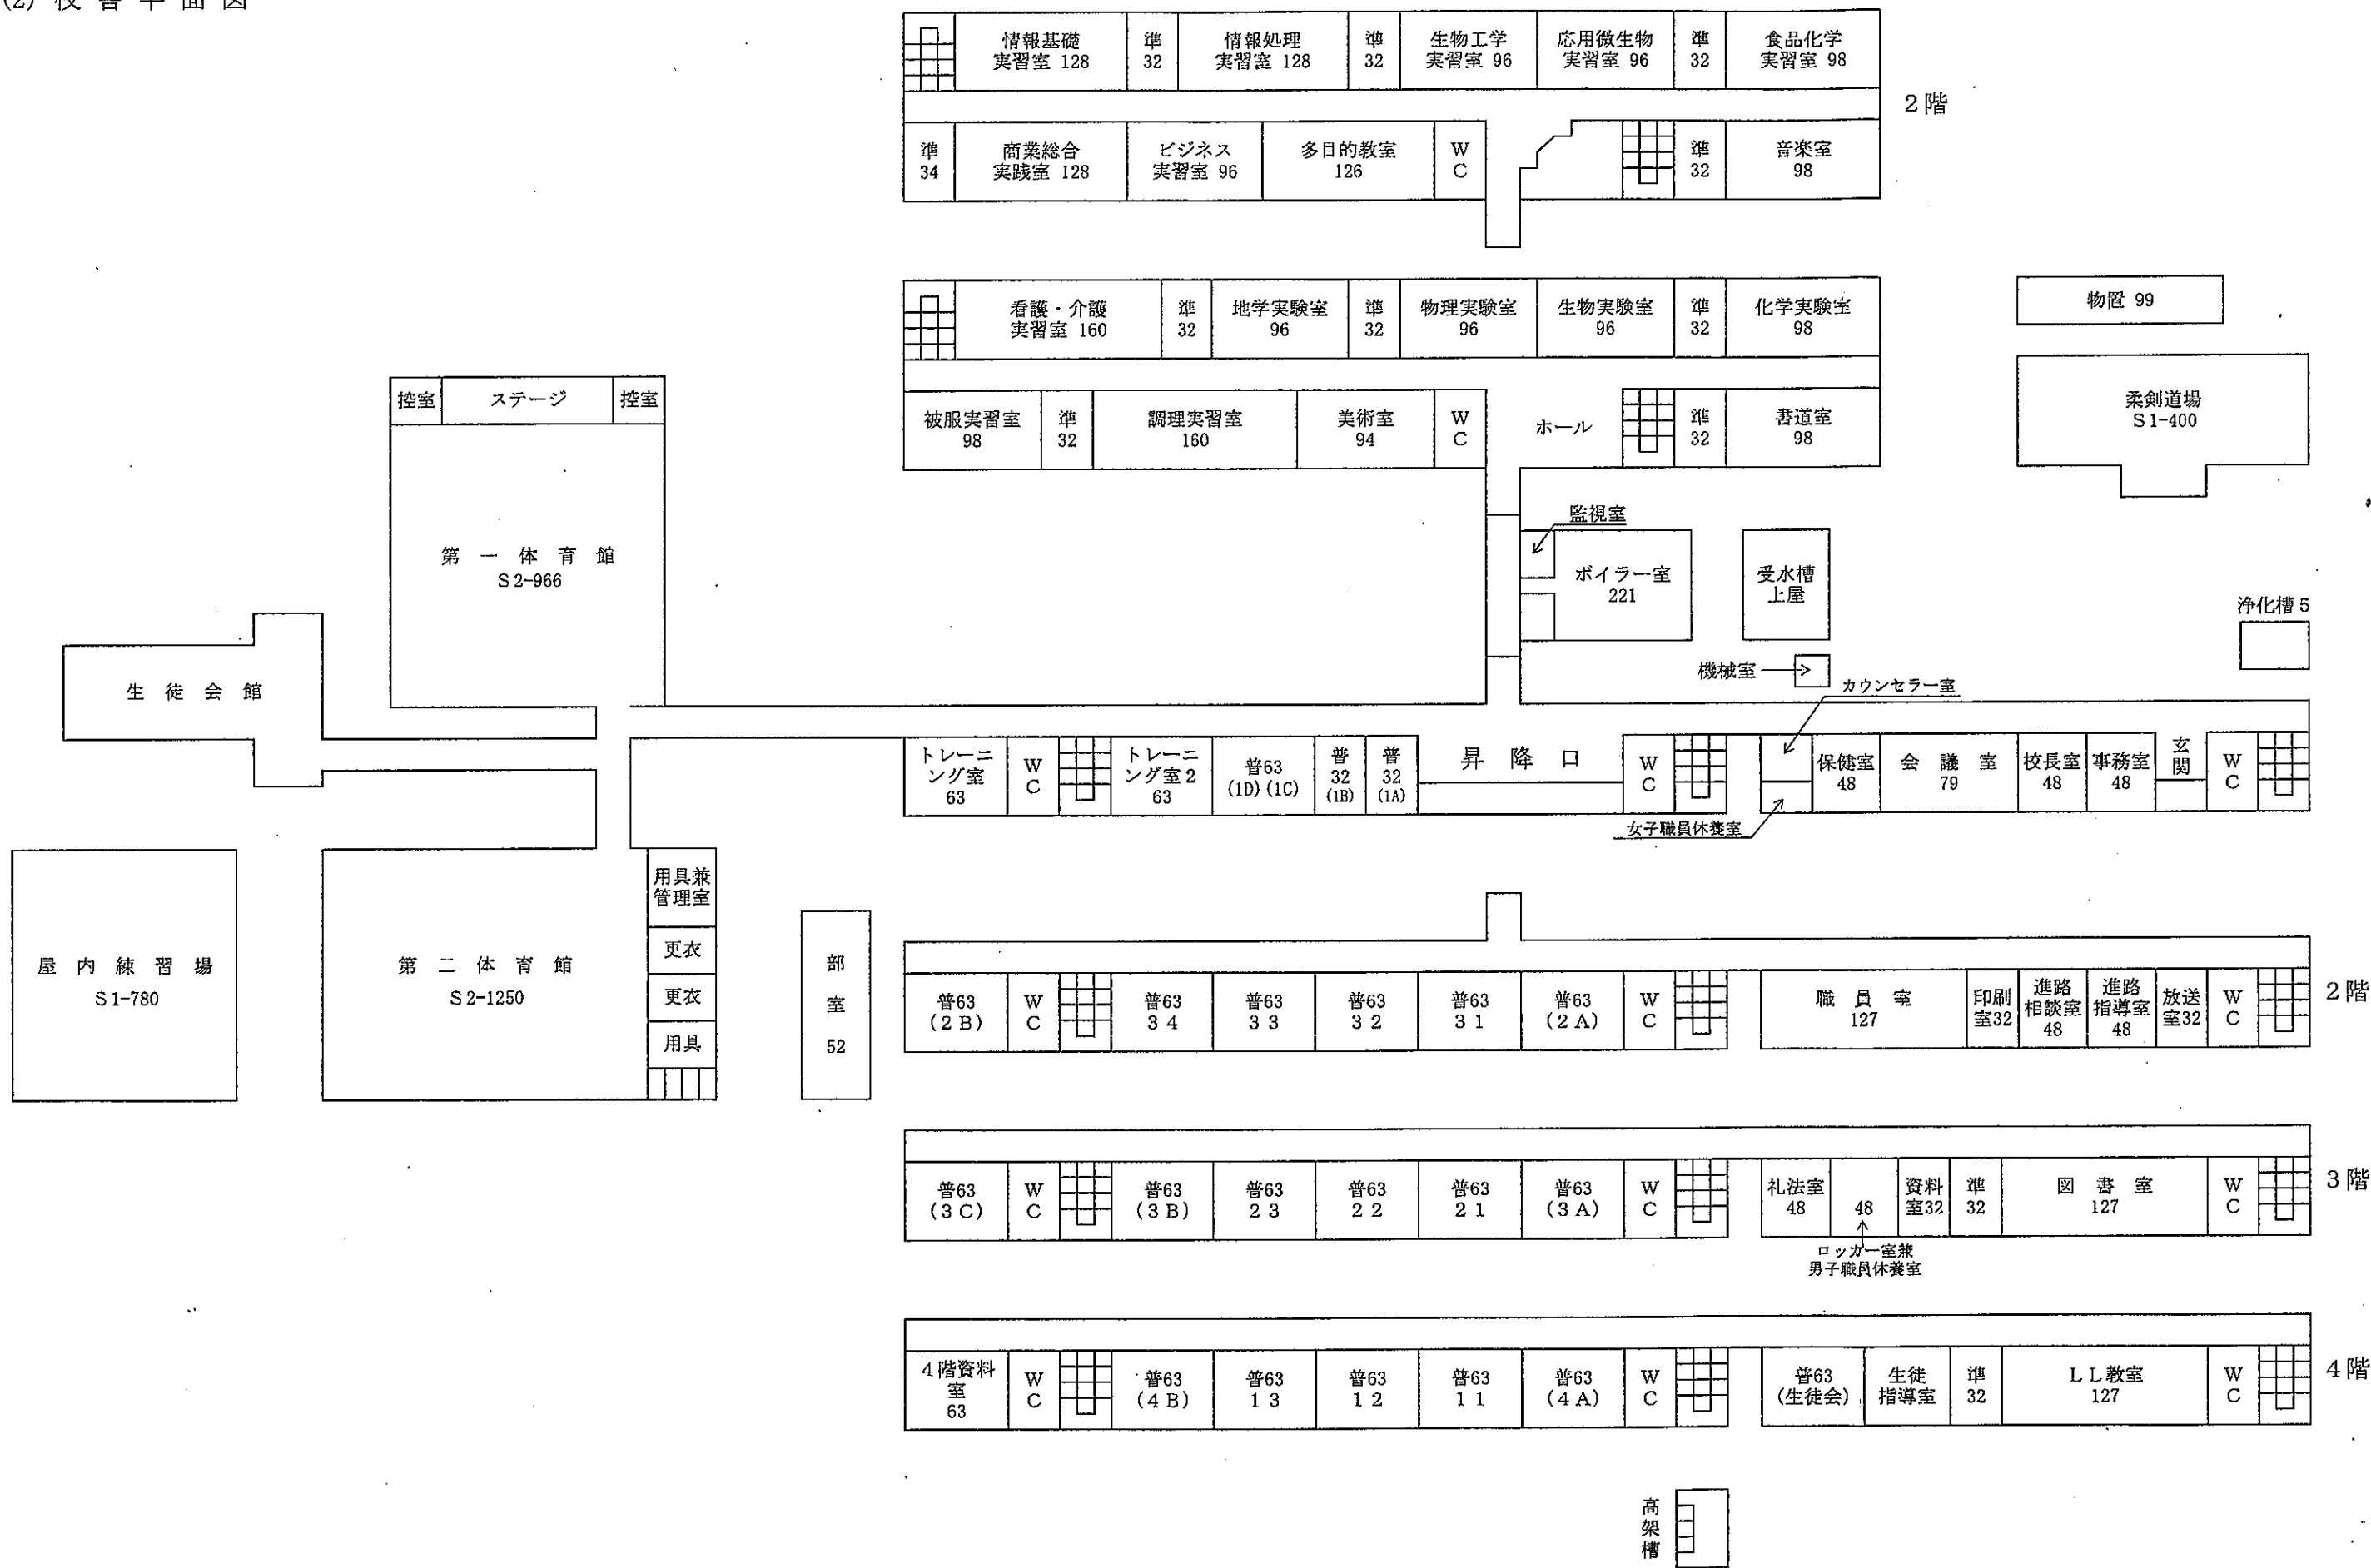 (2) 校舎平面図
情報基礎
実習室 128
準
32
情報処理
実習室 128
準
32
生物工学
実習室 96
応用微生物
実習室 96
準
32
食品化学
実習室 98
2階
準
34
商業総合
実践室 128
ビジネス
実習室 96
多目的教室
126
W
C
準
32
音楽室
98
看護・介護
実習室 160
準
32
地学実験室
96
準
32
物理実験室
96
生物実験室
96
準
32
化学実験室
98
物置 99
被服実習室
98
準
32
調理実習室
160
美術室
94
W
C
ホール
準
32
書道室
98
柔剣道場
S1-400
控室
ステージ
控室
第一体育館
S2-966
監視室
ボイラー室
221
受水槽
上屋
浄化槽5
機械室
カウンセラー室
生徒会館
トレーニ
ング室
63
W
C
トレーニ
ング室2
63
普63
(1D)(1C)
普
32
(1B)
普
32
(1A)
昇降口
W
C
保健室
48
会議室
79
校長室
48
事務室
48
玄
関
W
C
女子職員休養室
用具兼
管理室
更衣
更衣
用具
屋内練習場
S1-780
第二体育館
S2-1250
部
室
52
普63
(2B)
W
C
普63
34
普63
33
普63
32
普63
31
普63
(2A)
W
C
職員室
127
印刷
室32
進路
相談室
48
進路
指導室
48
放送
室32
W
C
2階
普63
(3C)
W
C
普63
(3B)
普63
23
普63
22
普63
21
普63
(3A)
W
C
礼法室
48
48
資料
室32
準
32
図書室
127
W
C
3階
ロッカー室兼
男子職員休養室
4階資料
室
63
W
C
普63
(4B)
普63
13
普63
12
普63
11
普63
(4A)
W
C
普63
(生徒会)
生徒
指導室
準
32
LL教室
127
W
C
4階
高
架
槽